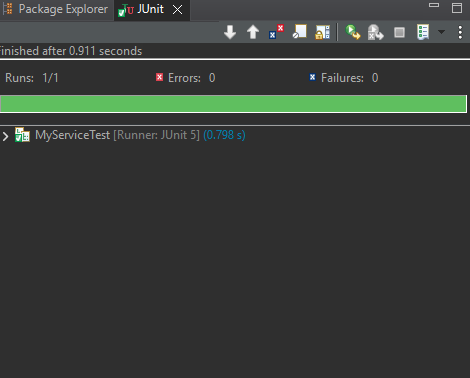 Package Explorer JUnit
Finished after 0.911 seconds
Runs: 1/1 Errors: 0 Failures: 0
MyServiceTest [Runner: JUnit 5] (0.798 s)